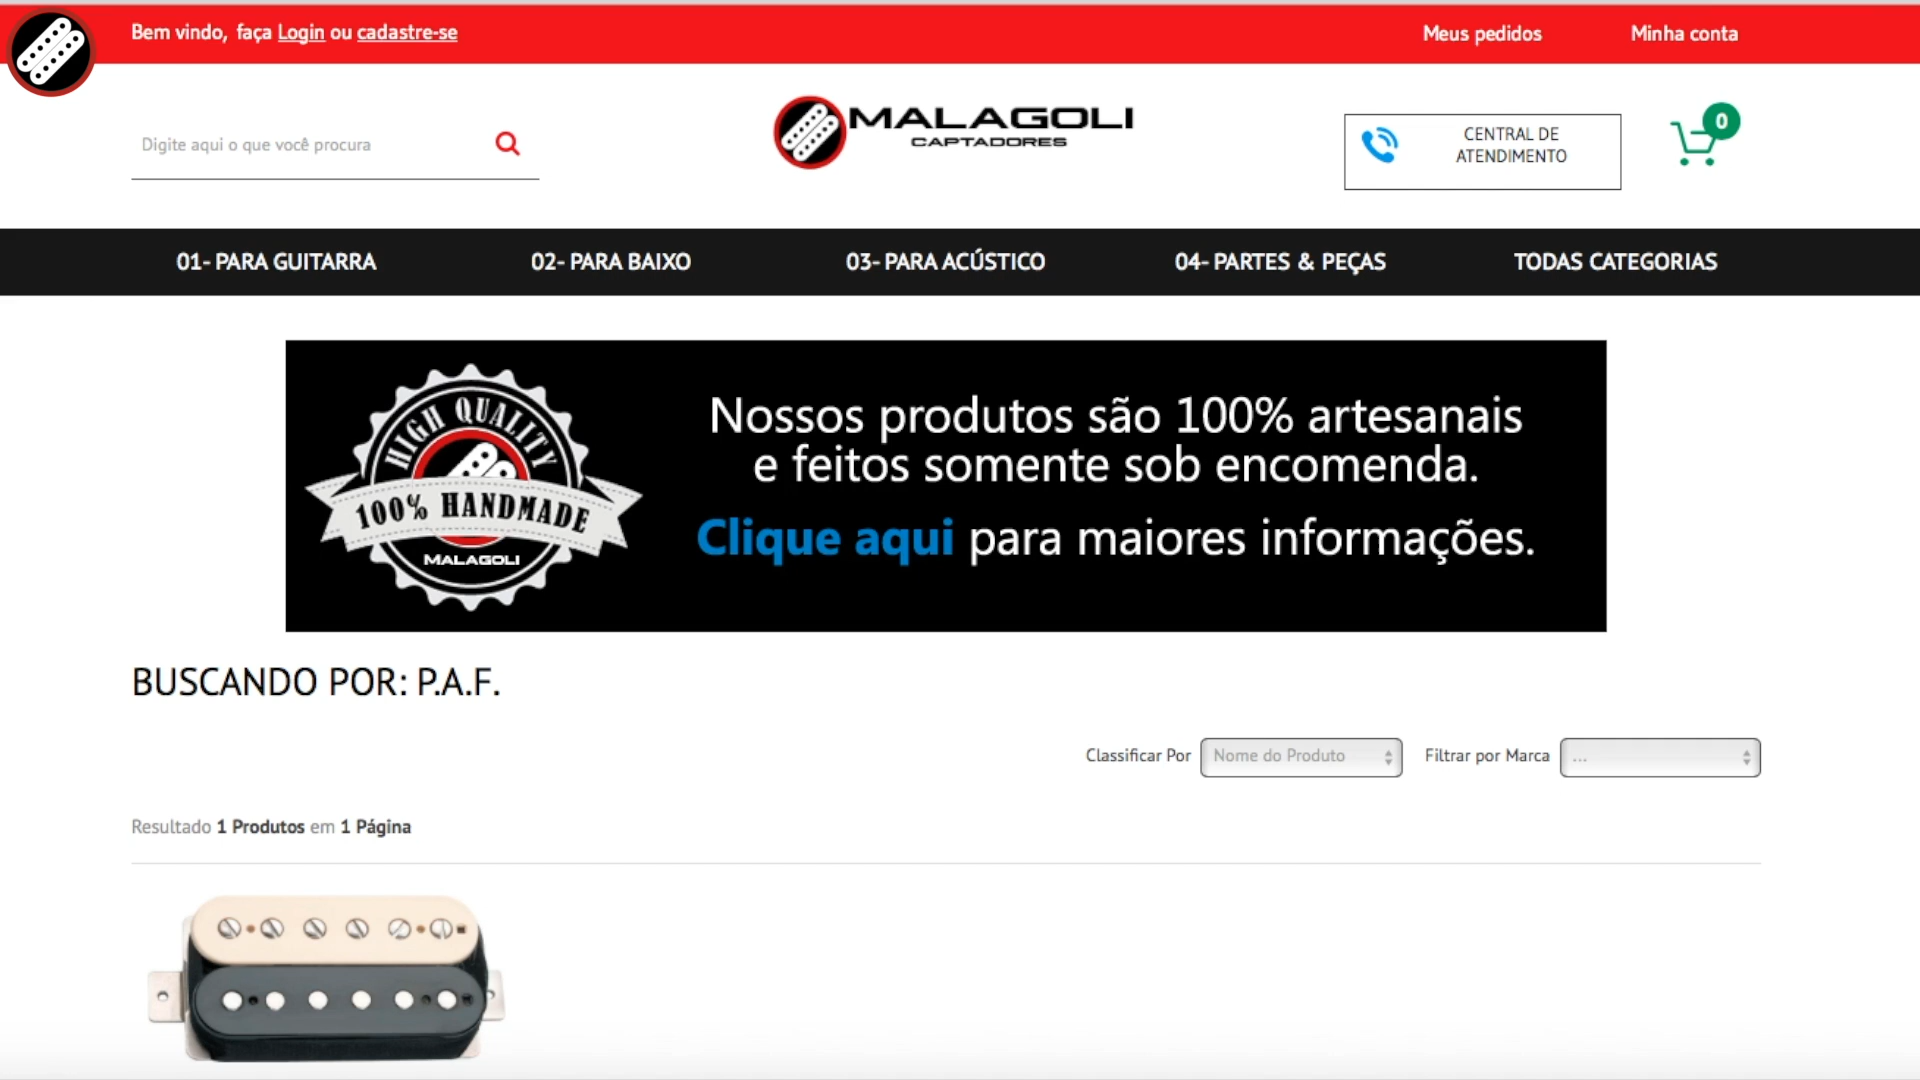 Bem vindo, faça Login ou cadastre-se
Meus pedidos
Minha conta
Digite aqui o que você procura
MALAGOLI
CAPTADORES
CENTRAL DE
ATENDIMENTO
0
01- PARA GUITARRA
02- PARA BAIXO
03- PARA ACÚSTICO
04- PARTES & PEÇAS
TODAS CATEGORIAS
HIGH QUALITY
100% HANDMADE
MALAGOLI
Nossos produtos são 100% artesanais
e feitos somente sob encomenda.
Clique aqui para maiores informações.
BUSCANDO POR: P.A.F.
Classificar Por
Nome do Produto
Filtrar por Marca
...
Resultado 1 Produtos em 1 Página